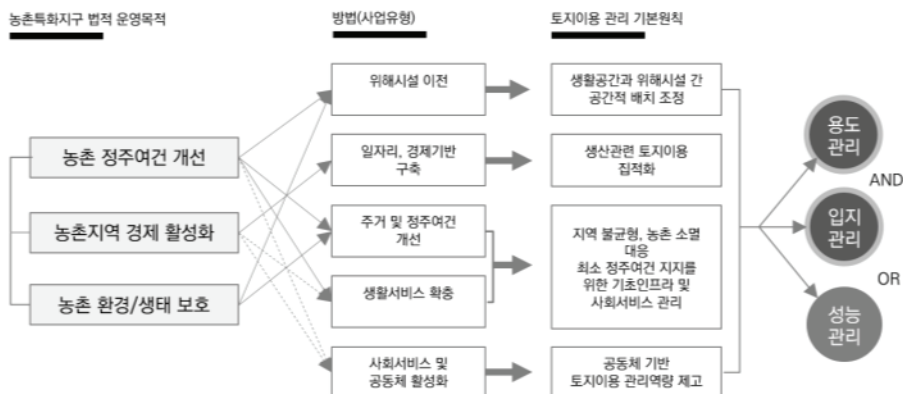 농촌특화지구 법적 운영목적
방법(사업유형)
토지이용 관리 기본원칙
농촌 정주여건 개선
농촌지역 경제 활성화
농촌 환경/생태 보호
위해시설 이전
일자리, 경제기반
구축
주거 및 정주여건
개선
생활서비스 확충
사회서비스 및
공동체 활성화
생활공간과 위해시설 간
공간적 배치 조정
생산관련 토지이용
집적화
지역 불균형, 농촌 소멸
대응
최소 정주여건 지지를
위한 기초인프라 및
사회서비스 관리
공동체 기반
토지이용 관리역량 제고
용도
관리
AND
입지
관리
OR
성능
관리